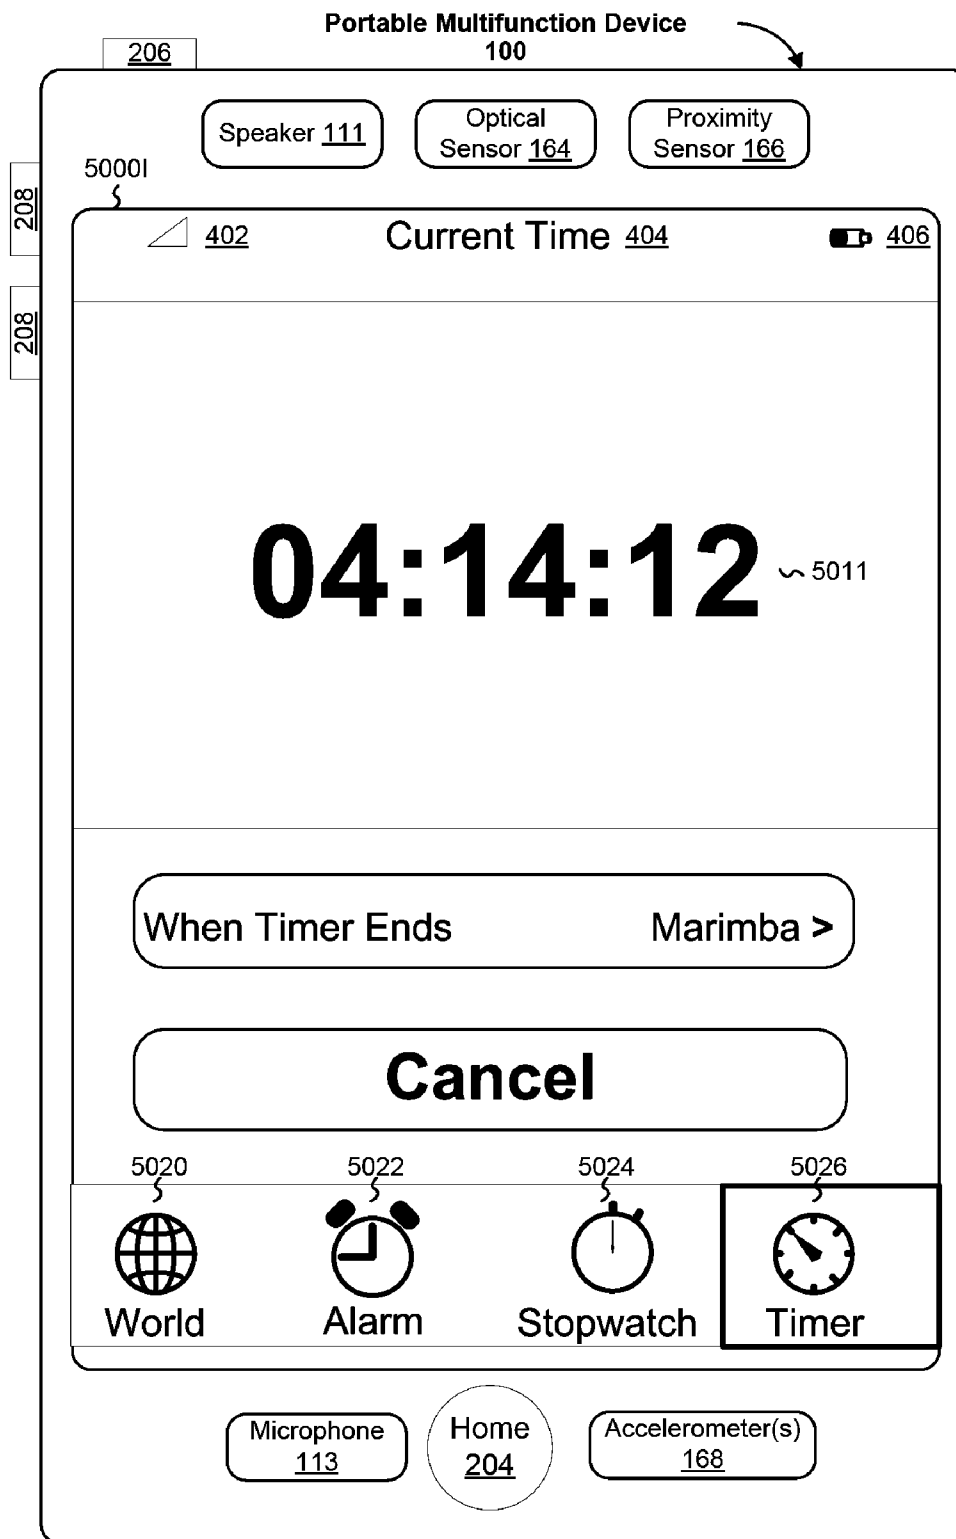 Portable Multifunction Device
100
206
Speaker 111
Optical
Sensor 164
Proximity
Sensor 166
5000I
208
208
402
Current Time 404
406
04:14:12
5011
When Timer Ends Marimba >
Cancel
5020 5022 5024 5026
World Alarm Stopwatch Timer
Microphone
113
Home
204
Accelerometer(s)
168